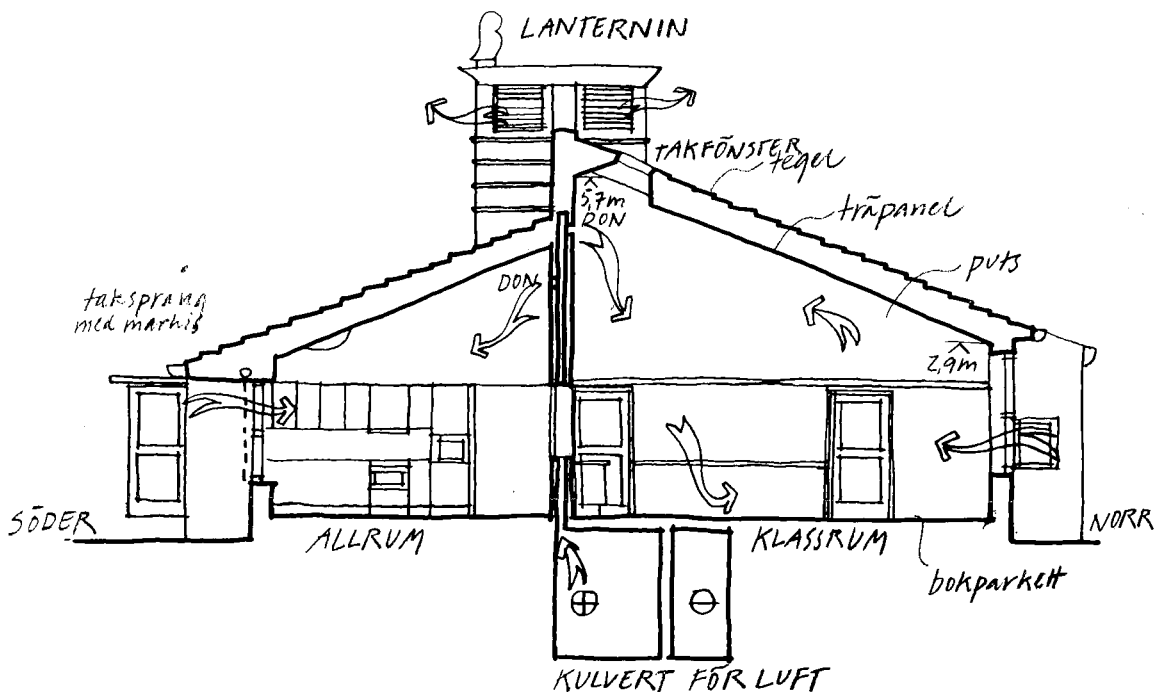 LANTERNIN
TAKFÖNSTER
tegel
5,7m
DON
träpanel
puts
DON
taksprång
med markis
2,9m
SÖDER
ALLRUM
KLASSRUM
NORR
bokparkett
KULVERT FÖR LUFT